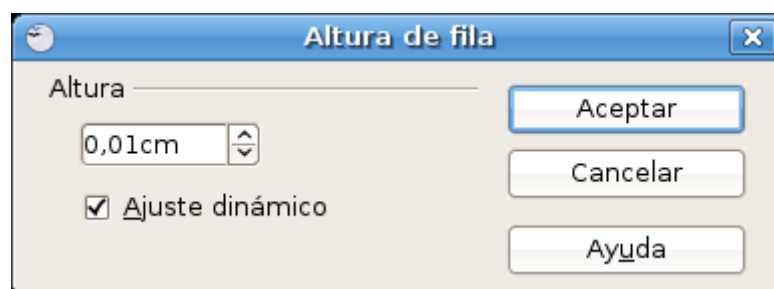 Altura de fila
Altura
0,01cm
Ajuste dinámico
Aceptar
Cancelar
Ayuda